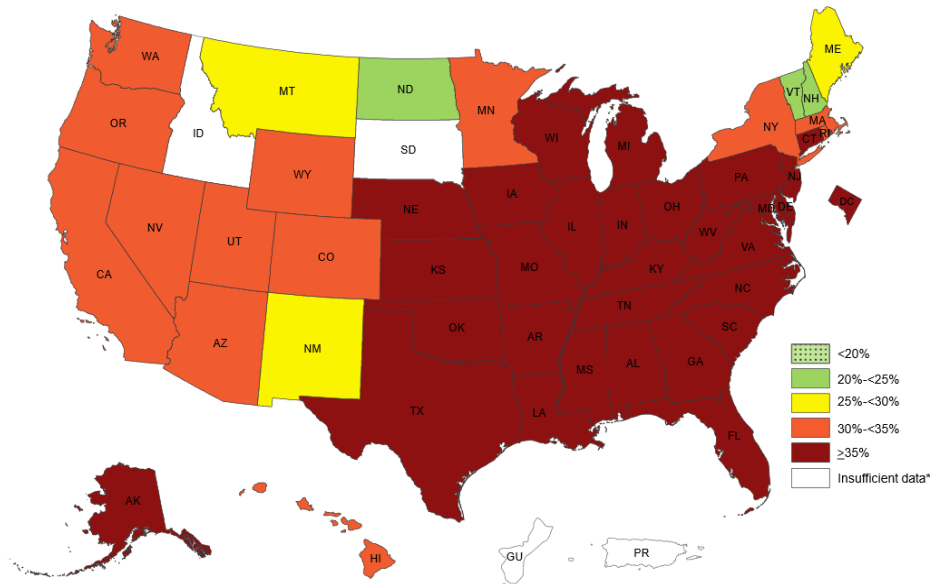 WA
MT
ND
MN
ME
VT
NH
OR
ID
SD
WI
MI
NY
MA
RI
CT
WY
NE
IA
PA
NJ
NV
UT
CO
IL
IN
OH
MD
DE
DC
WV
VA
CA
KS
MO
KY
NC
AZ
NM
OK
AR
TN
SC
TX
LA
MS
AL
GA
FL
AK
HI
GU
PR
<20%
20%-<25%
25%-<30%
30%-<35%
≥35%
Insufficient data*